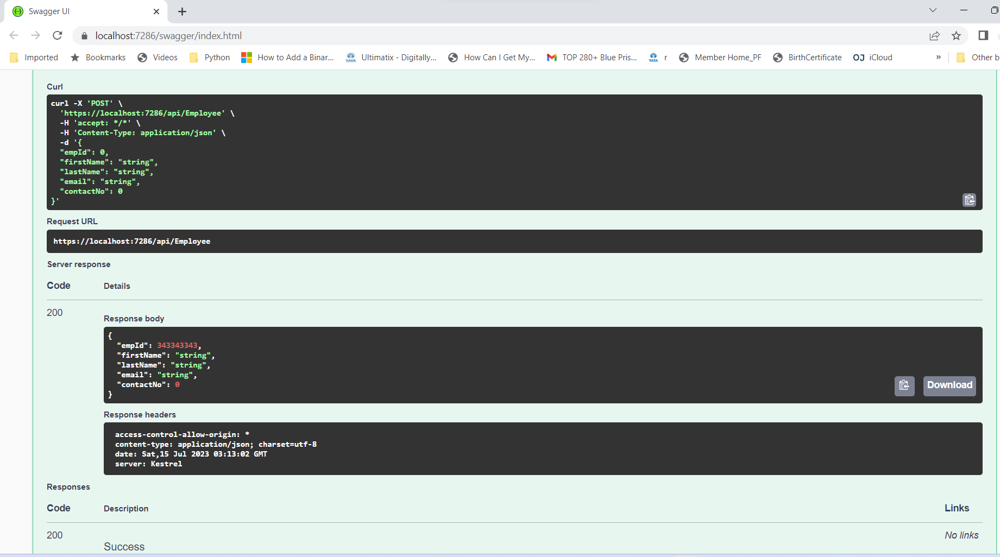 Swagger UI
localhost:7286/swagger/index.html
Imported Bookmarks Videos Python How to Add a Binar... Ultimatix - Digitally... How Can I Get My... TOP 280+ Blue Pris... TATA r Member Home_PF BirthCertificate OJ iCloud » Other b
Curl
curl -X 'POST' \
'https://localhost:7286/api/Employee' \
-H 'accept: */*' \
-H 'Content-Type: application/json' \
-d '{
"empId": 0,
"firstName": "string",
"lastName": "string",
"email": "string",
"contactNo": 0
}'
Request URL
https://localhost:7286/api/Employee
Server response
Code Details
200
Response body
{
"empId": 343343343,
"firstName": "string",
"lastName": "string",
"email": "string",
"contactNo": 0
}
Download
Response headers
access-control-allow-origin: *
content-type: application/json; charset=utf-8
date: Sat,15 Jul 2023 03:13:02 GMT
server: Kestrel
Responses
Code Description Links
200 No links
Success